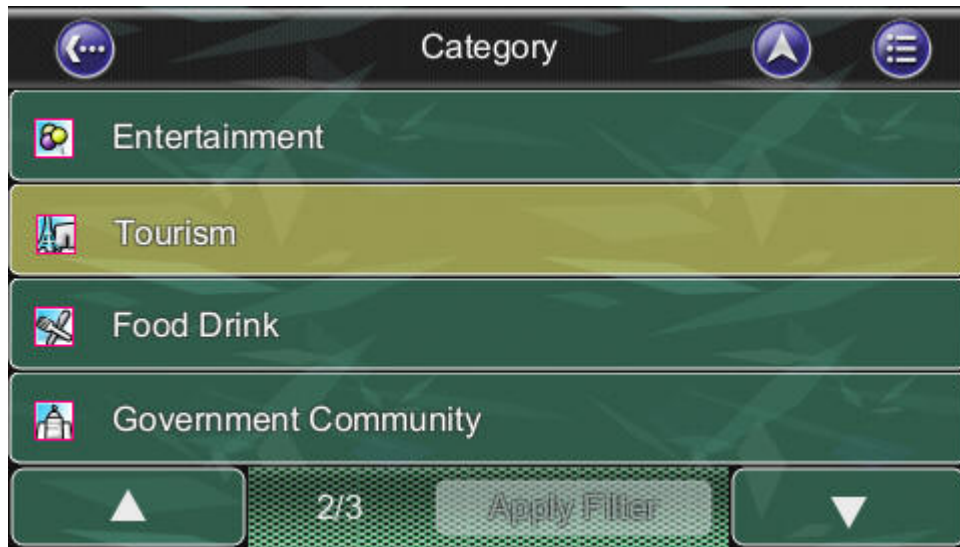 Category
Entertainment
Tourism
Food Drink
Government Community
2/3 Apply Filter